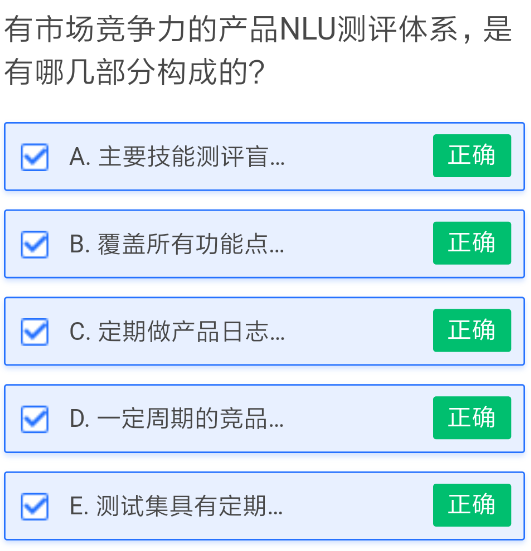 有市场竞争力的产品NLU测评体系，是
有哪几部分构成的？
A. 主要技能测评盲... 正确
B. 覆盖所有功能点... 正确
C. 定期做产品日志... 正确
D. 一定周期的竞品... 正确
E. 测试集具有定期... 正确